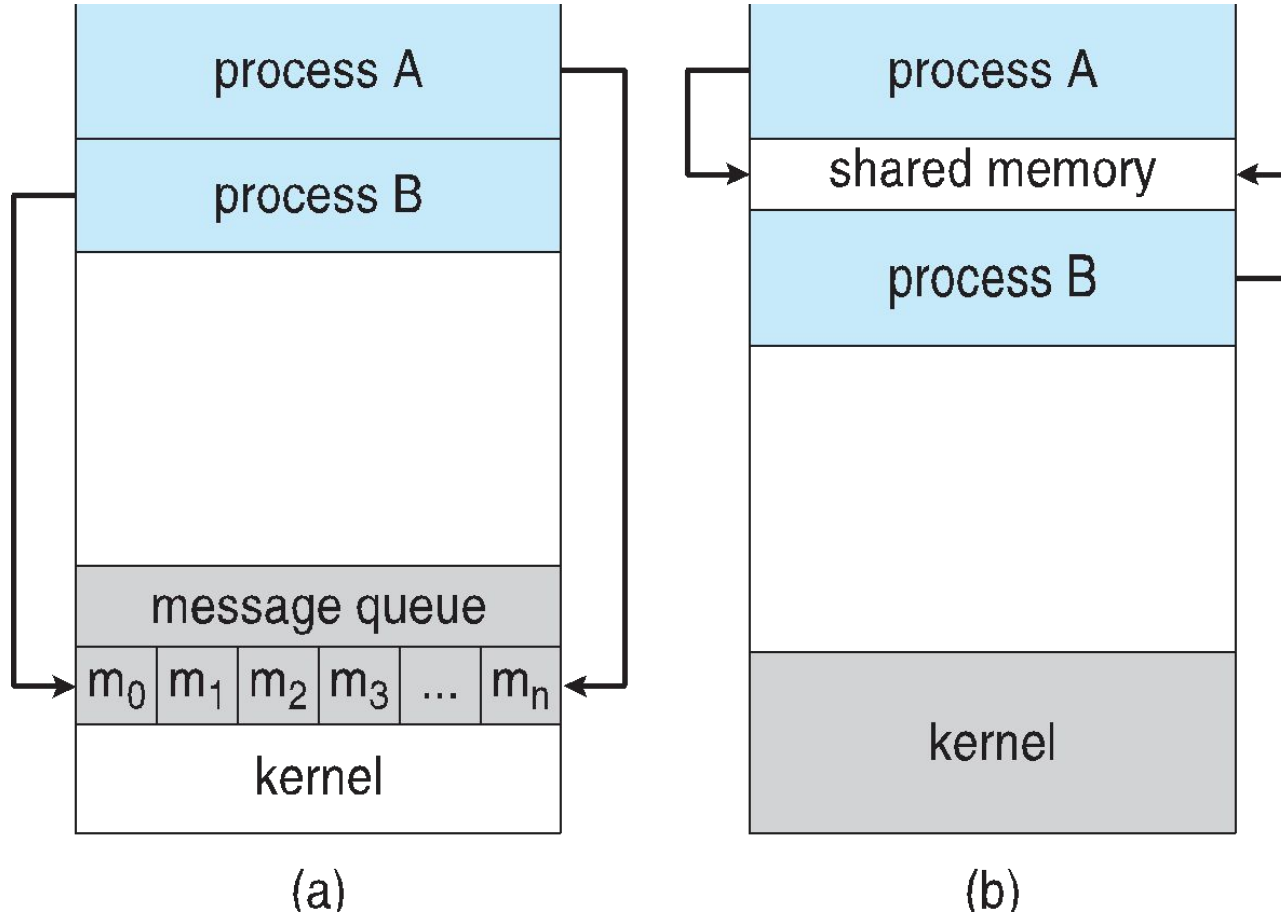 process A
process B
message queue
m0 m1 m2 m3 ... mn
kernel
(a)
process A
shared memory
process B
kernel
(b)